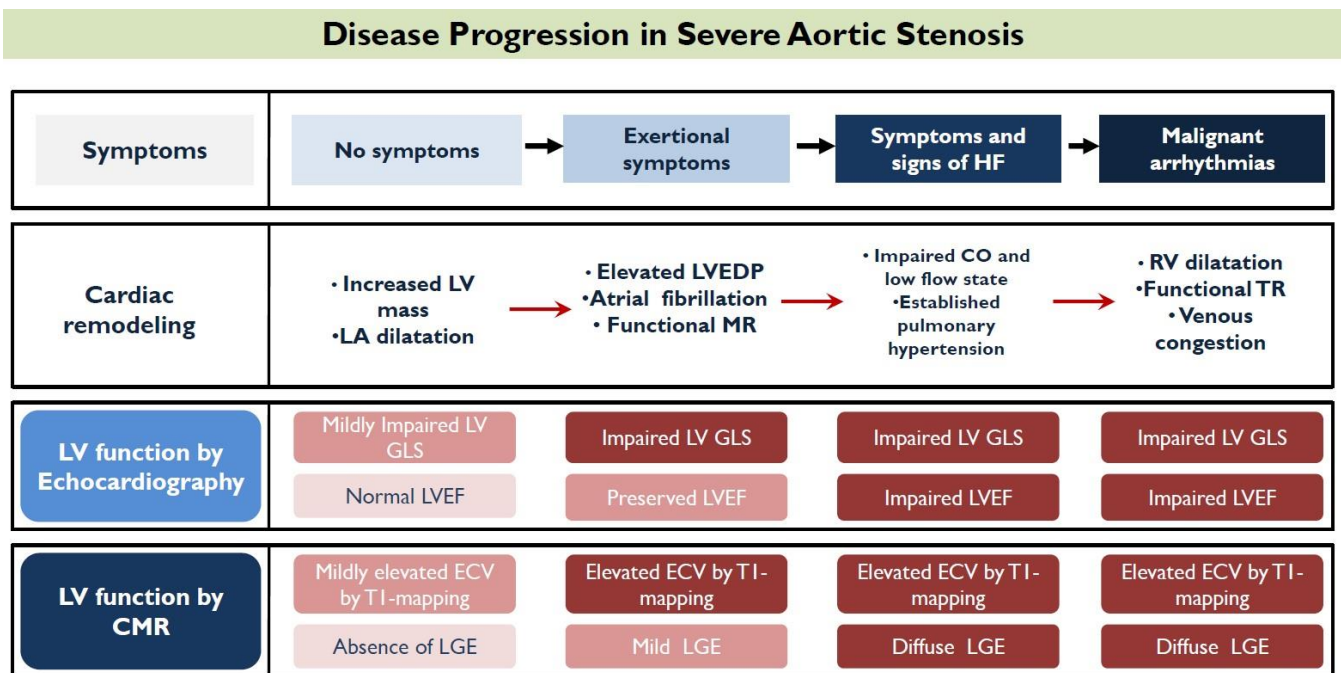 Disease Progression in Severe Aortic Stenosis
Symptoms
No symptoms
Exertional
symptoms
Symptoms and
signs of HF
Malignant
arrhythmias
Cardiac
remodeling
• Increased LV
mass
•LA dilatation
• Elevated LVEDP
•Atrial fibrillation
• Functional MR
• Impaired CO and
low flow state
•Established
pulmonary
hypertension
• RV dilatation
•Functional TR
• Venous
congestion
LV function by
Echocardiography
Mildly Impaired LV
GLS
Impaired LV GLS
Impaired LV GLS
Impaired LV GLS
Normal LVEF
Preserved LVEF
Impaired LVEF
Impaired LVEF
LV function by
CMR
Mildly elevated ECV
by T1-mapping
Elevated ECV by T1-
mapping
Elevated ECV by T1-
mapping
Elevated ECV by T1-
mapping
Absence of LGE
Mild LGE
Diffuse LGE
Diffuse LGE